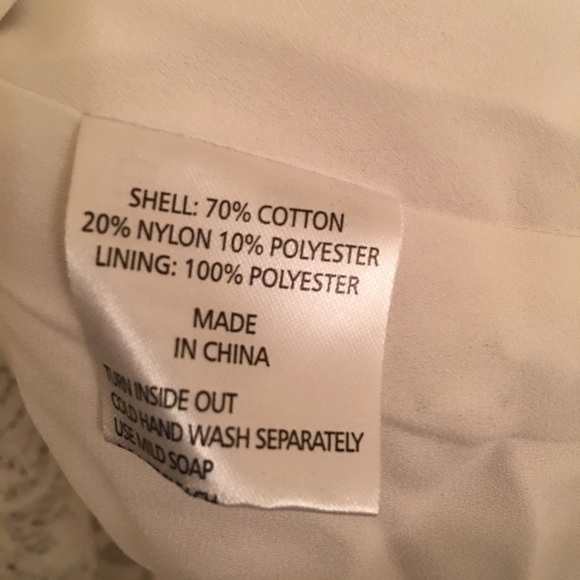 SHELL: 70% COTTON
20% NYLON 10% POLYESTER
LINING: 100% POLYESTER
MADE
IN CHINA
TURN INSIDE OUT
COLD HAND WASH SEPARATELY
USE MILD SOAP